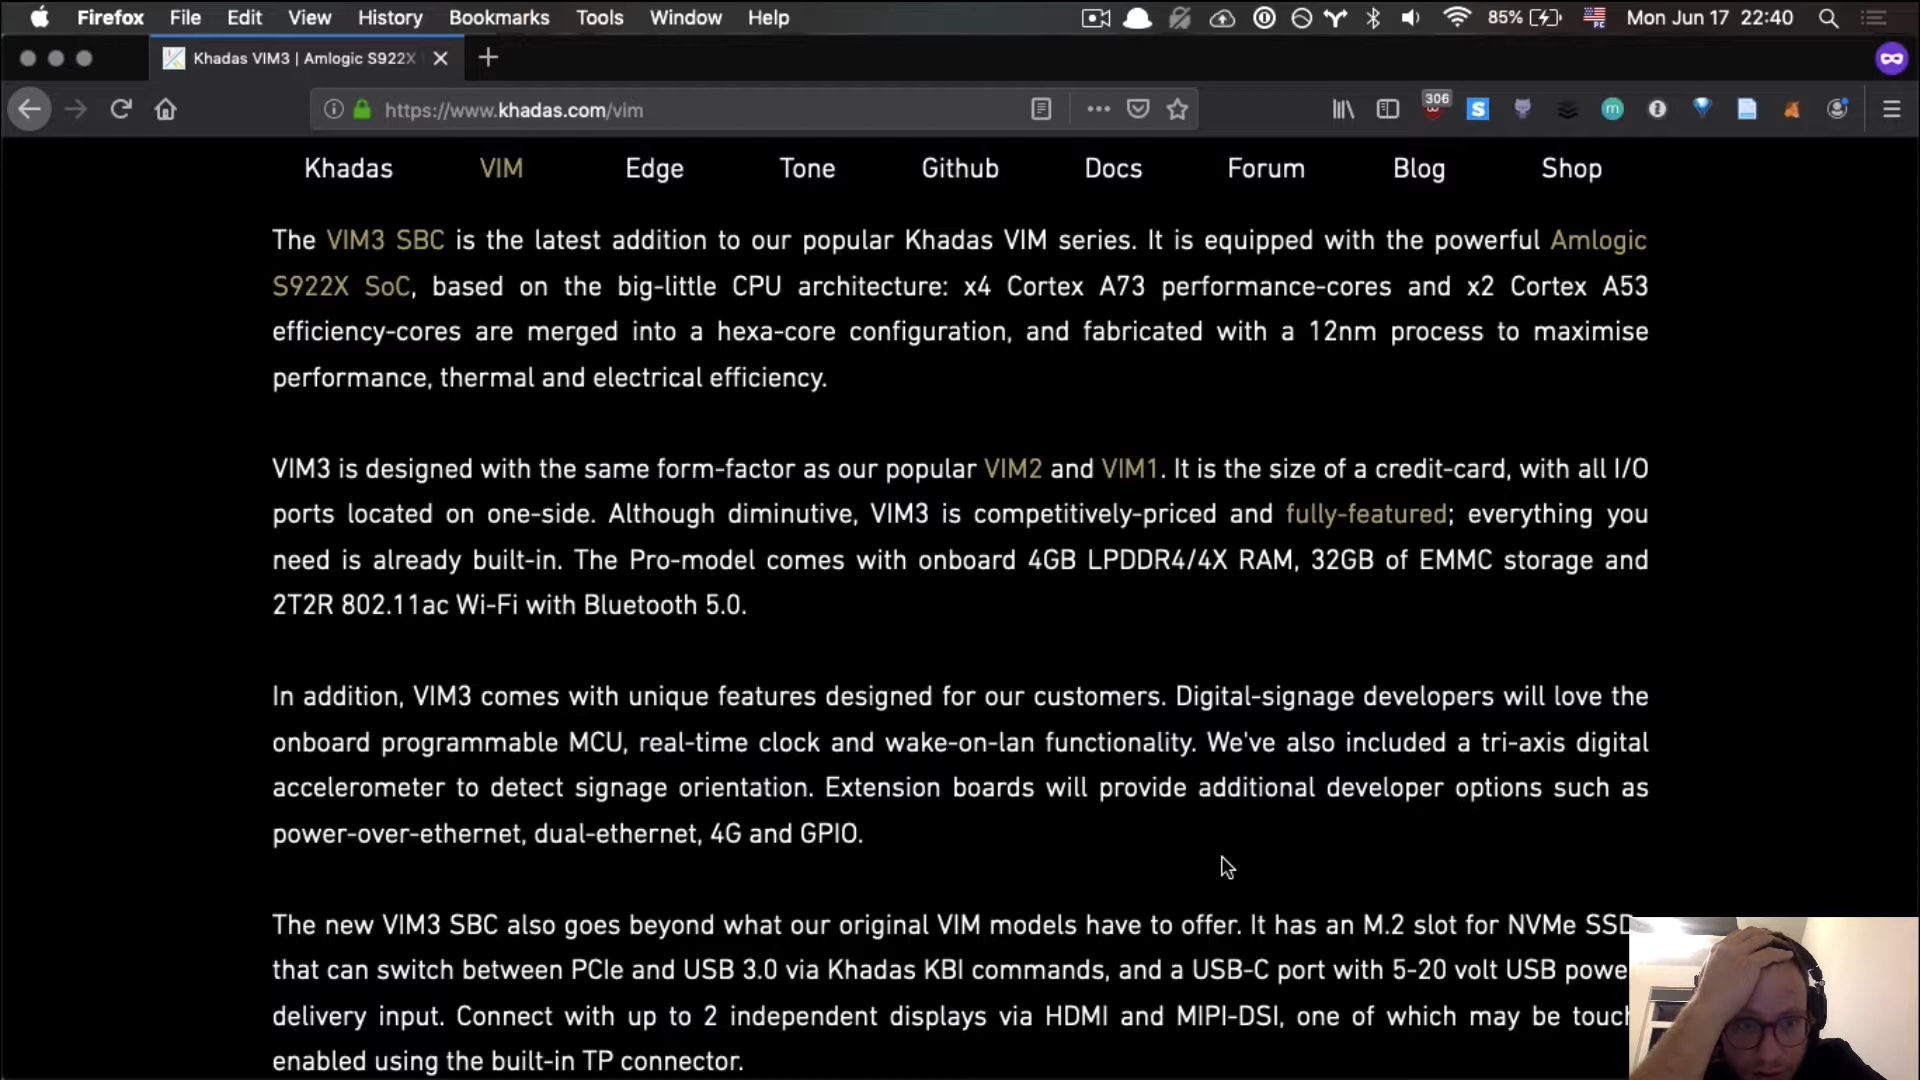 Firefox File Edit View History Bookmarks Tools Window Help 85% Mon Jun 17 22:40
Khadas VIM3 | Amlogic S922X
https://www.khadas.com/vim 306
Khadas VIM Edge Tone Github Docs Forum Blog Shop
The VIM3 SBC is the latest addition to our popular Khadas VIM series. It is equipped with the powerful Amlogic
S922X SoC, based on the big-little CPU architecture: x4 Cortex A73 performance-cores and x2 Cortex A53
efficiency-cores are merged into a hexa-core configuration, and fabricated with a 12nm process to maximise
performance, thermal and electrical efficiency.
VIM3 is designed with the same form-factor as our popular VIM2 and VIM1. It is the size of a credit-card, with all I/O
ports located on one-side. Although diminutive, VIM3 is competitively-priced and fully-featured; everything you
need is already built-in. The Pro-model comes with onboard 4GB LPDDR4/4X RAM, 32GB of EMMC storage and
2T2R 802.11ac Wi-Fi with Bluetooth 5.0.
In addition, VIM3 comes with unique features designed for our customers. Digital-signage developers will love the
onboard programmable MCU, real-time clock and wake-on-lan functionality. We've also included a tri-axis digital
accelerometer to detect signage orientation. Extension boards will provide additional developer options such as
power-over-ethernet, dual-ethernet, 4G and GPIO.
The new VIM3 SBC also goes beyond what our original VIM models have to offer. It has an M.2 slot for NVMe SSD
that can switch between PCIe and USB 3.0 via Khadas KBI commands, and a USB-C port with 5-20 volt USB powe
delivery input. Connect with up to 2 independent displays via HDMI and MIPI-DSI, one of which may be touch
enabled using the built-in TP connector.